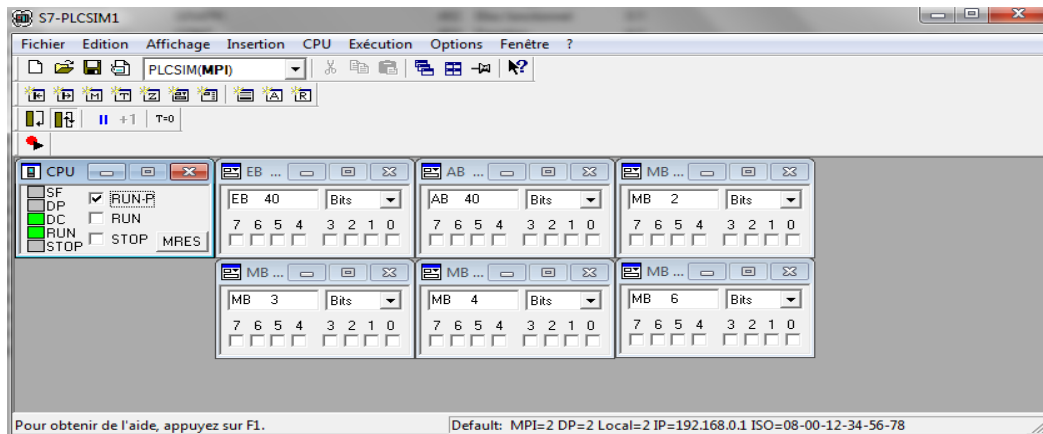 S7-PLCSIM1
Fichier Edition Affichage Insertion CPU Exécution Options Fenêtre ?
PLCSIM(MPI)
+1 T=0
CPU
SF
DP
DC
RUN
STOP
RUN-P
RUN
STOP
MRES
EB ...
EB 40 Bits
7 6 5 4 3 2 1 0
AB ...
AB 40 Bits
7 6 5 4 3 2 1 0
MB ...
MB 2 Bits
7 6 5 4 3 2 1 0
MB ...
MB 3 Bits
7 6 5 4 3 2 1 0
MB ...
MB 4 Bits
7 6 5 4 3 2 1 0
MB ...
MB 6 Bits
7 6 5 4 3 2 1 0
Pour obtenir de l'aide, appuyez sur F1.
Default: MPI=2 DP=2 Local=2 IP=192.168.0.1 ISO=08-00-12-34-56-78